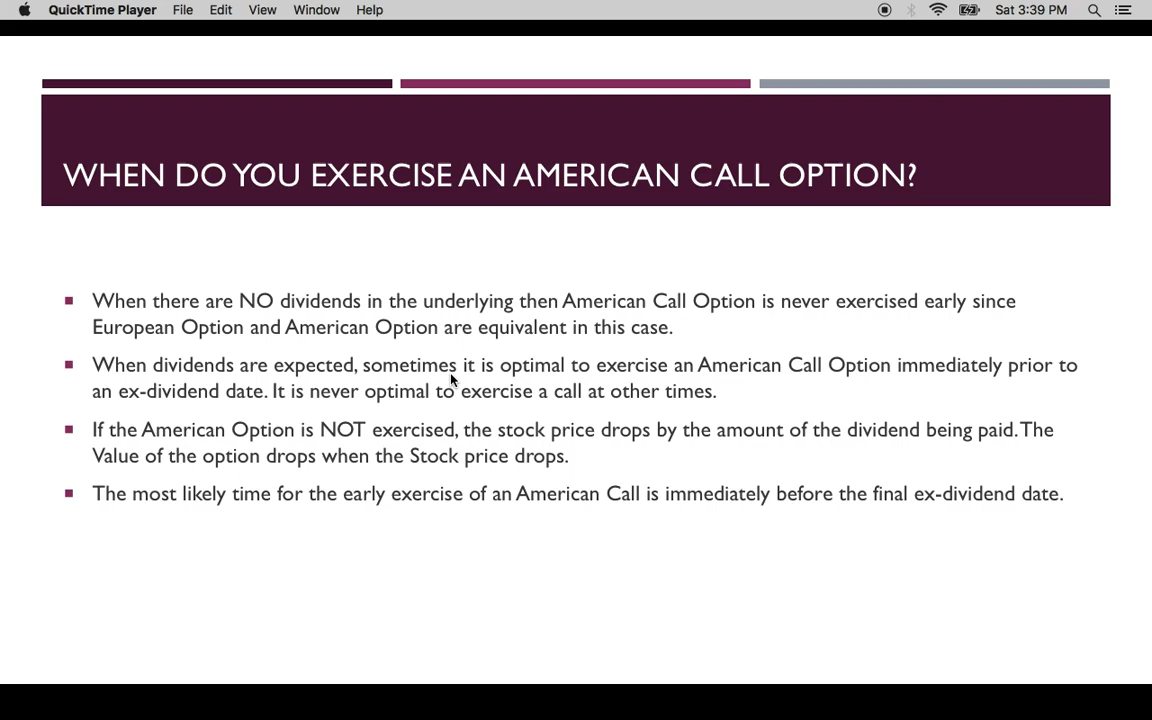 QuickTime Player File Edit View Window Help Sat 3:39 PM
WHEN DO YOU EXERCISE AN AMERICAN CALL OPTION?
When there are NO dividends in the underlying then American Call Option is never exercised early since
European Option and American Option are equivalent in this case.
When dividends are expected, sometimes it is optimal to exercise an American Call Option immediately prior to
an ex-dividend date. It is never optimal to exercise a call at other times.
If the American Option is NOT exercised, the stock price drops by the amount of the dividend being paid. The
Value of the option drops when the Stock price drops.
The most likely time for the early exercise of an American Call is immediately before the final ex-dividend date.